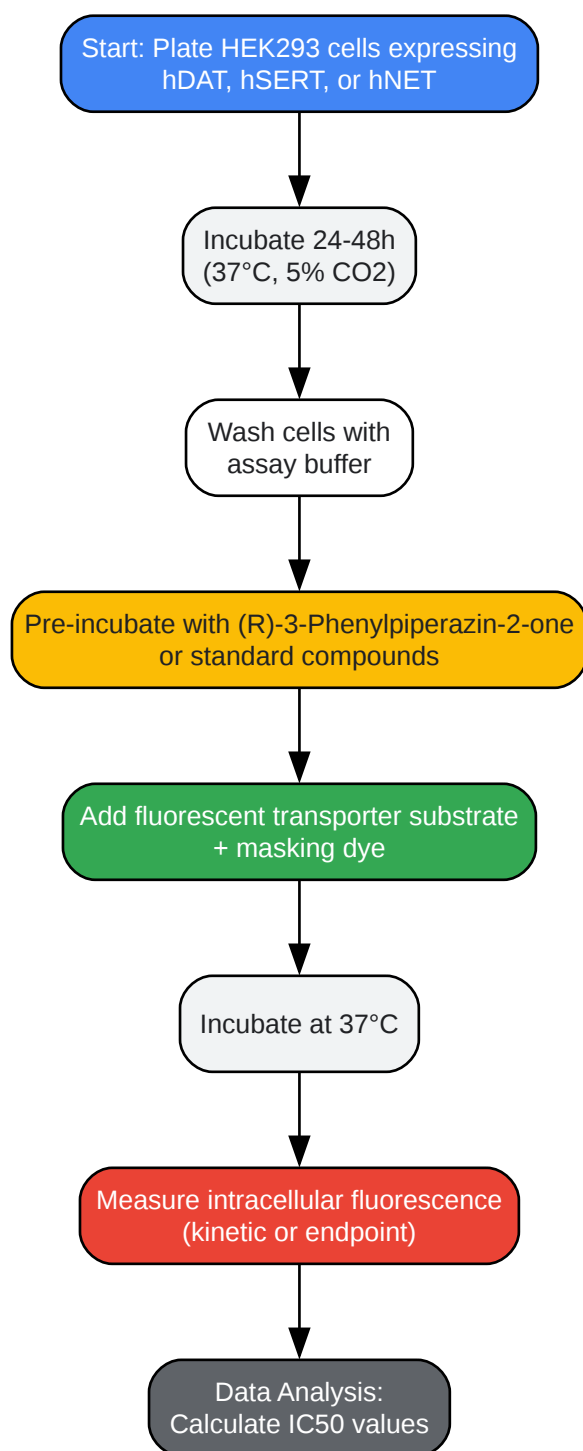 Start: Plate HEK293 cells expressing
hDAT, hSERT, or hNET
Incubate 24-48h
(37°C, 5% CO2)
Wash cells with
assay buffer
Pre-incubate with (R)-3-Phenylpiperazin-2-one
or standard compounds
Add fluorescent transporter substrate
+ masking dye
Incubate at 37°C
Measure intracellular fluorescence
(kinetic or endpoint)
Data Analysis:
Calculate IC50 values